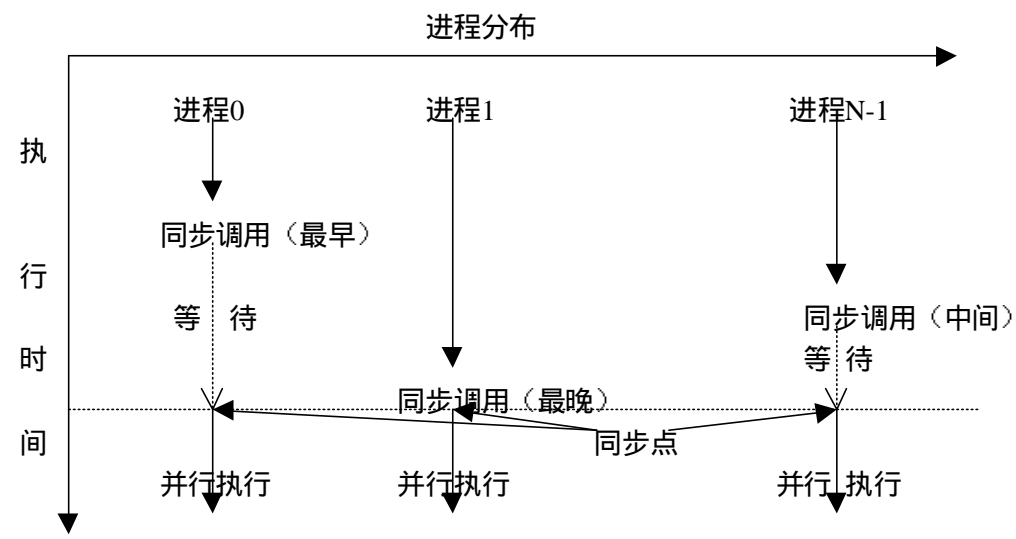 进程分布
进程0
进程1
进程N-1
执行时间
同步调用（最早）
等 待
同步调用（中间）
等 待
同步调用（最晚）
同步点
并行执行
并行执行
并行 执行